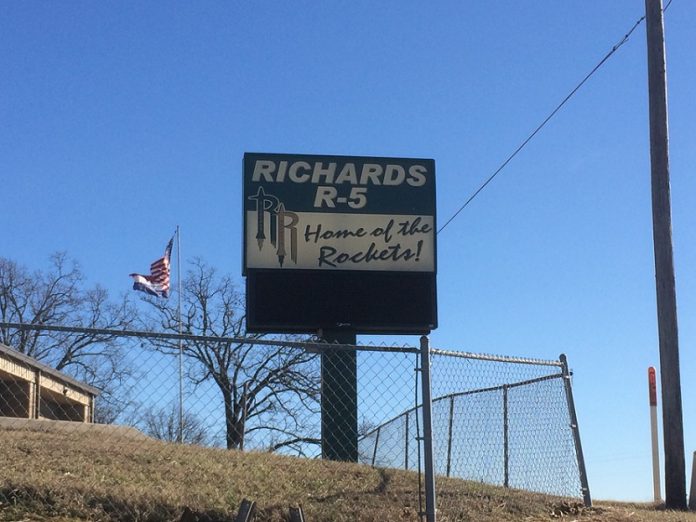 RICHARDS
R-5
RR
Home of the
Rockets!